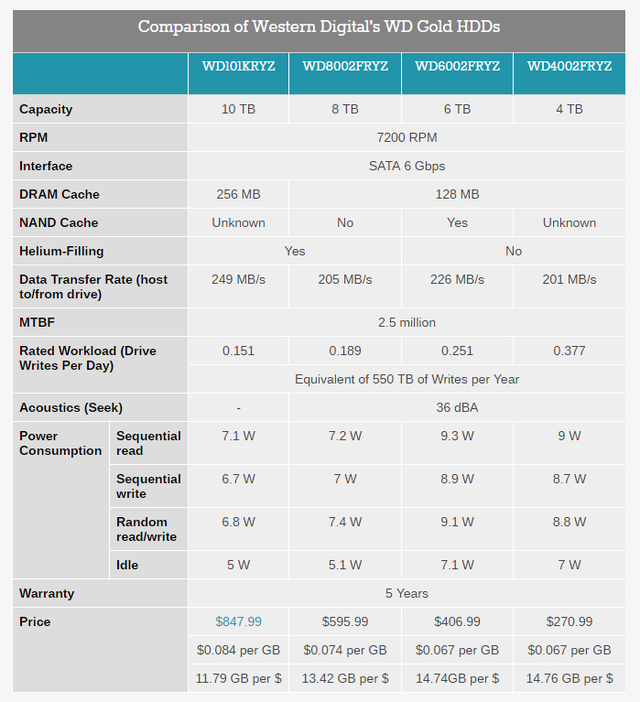 Comparison of Western Digital's WD Gold HDDs
WD101KRYZ WD8002FRYZ WD6002FRYZ WD4002FRYZ
Capacity 10 TB 8 TB 6 TB 4 TB
RPM 7200 RPM
Interface SATA 6 Gbps
DRAM Cache 256 MB 128 MB
NAND Cache Unknown No Yes Unknown
Helium-Filling Yes No
Data Transfer Rate (host 249 MB/s 205 MB/s 226 MB/s 201 MB/s
to/from drive)
MTBF 2.5 million
Rated Workload (Drive 0.151 0.189 0.251 0.377
Writes Per Day)
Equivalent of 550 TB of Writes per Year
Acoustics (Seek) - 36 dBA
Power Sequential 7.1 W 7.2 W 9.3 W 9 W
Consumption read
Sequential 6.7 W 7 W 8.9 W 8.7 W
write
Random 6.8 W 7.4 W 9.1 W 8.8 W
read/write
Idle 5 W 5.1 W 7.1 W 7 W
Warranty 5 Years
Price $847.99 $595.99 $406.99 $270.99
$0.084 per GB $0.074 per GB $0.067 per GB $0.067 per GB
11.79 GB per $ 13.42 GB per $ 14.74GB per $ 14.76 GB per $